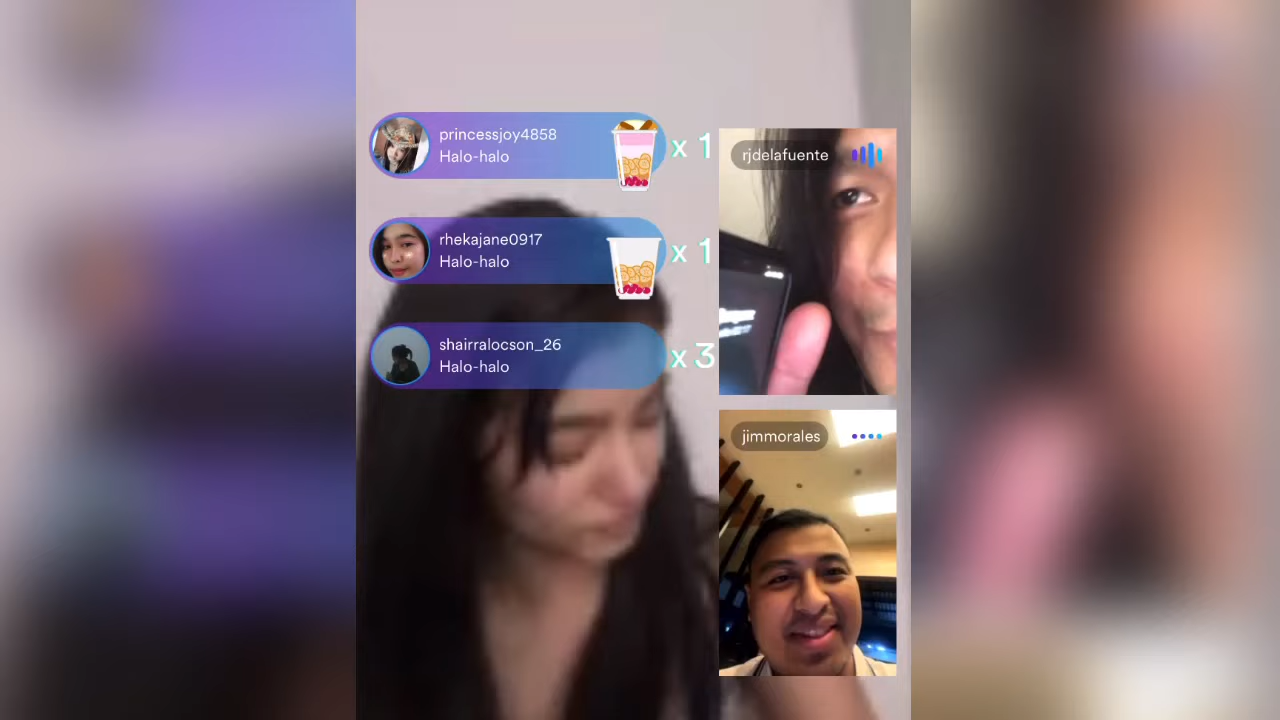 princessjoy4858
Halo-halo
x 1
rhekajane0917
Halo-halo
x 1
shairralocson_26
Halo-halo
x 3
rjdelafuente
jimmorales